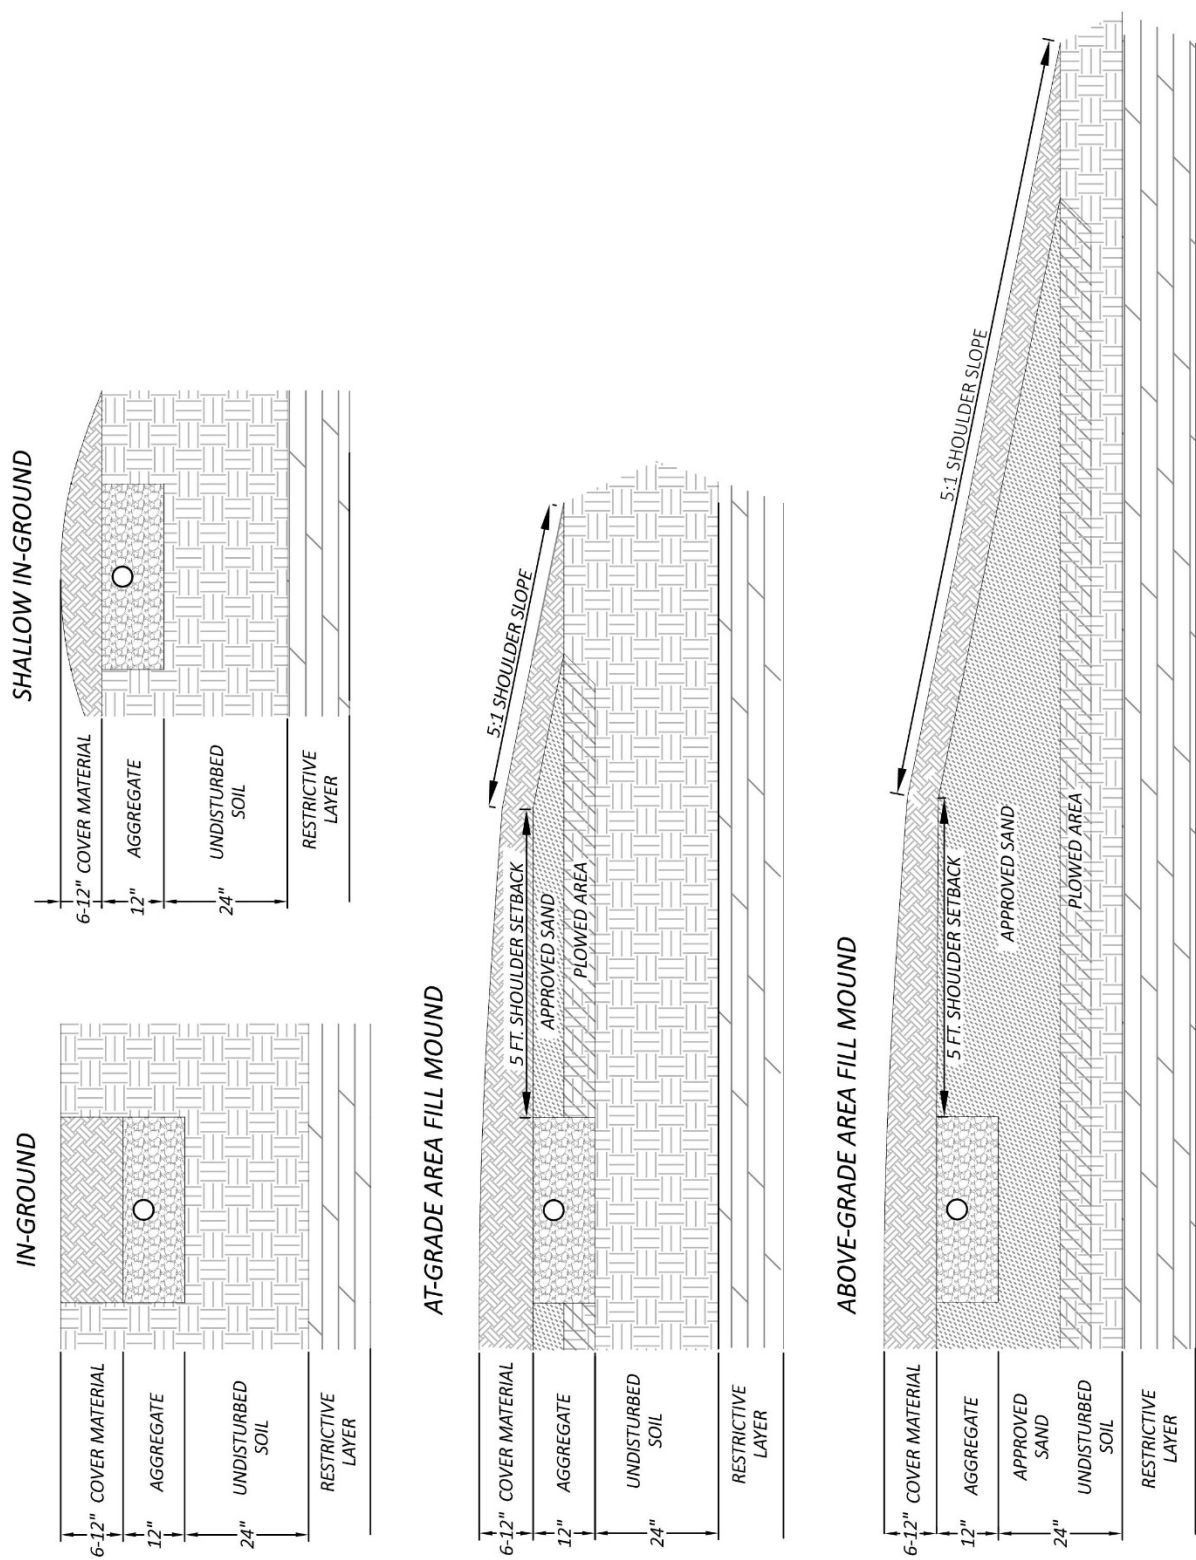 IN-GROUND
6-12" COVER MATERIAL
12"
AGGREGATE
24"
UNDISTURBED
SOIL
RESTRICTIVE
LAYER
SHALLOW IN-GROUND
6-12" COVER MATERIAL
12"
AGGREGATE
24"
UNDISTURBED
SOIL
RESTRICTIVE
LAYER
AT-GRADE AREA FILL MOUND
6-12" COVER MATERIAL
12"
AGGREGATE
24"
UNDISTURBED
SOIL
RESTRICTIVE
LAYER
5 FT. SHOULDER SETBACK
APPROVED SAND
PLOWED AREA
5:1 SHOULDER SLOPE
ABOVE-GRADE AREA FILL MOUND
6-12" COVER MATERIAL
12"
AGGREGATE
24"
APPROVED
SAND
UNDISTURBED
SOIL
RESTRICTIVE
LAYER
5 FT. SHOULDER SETBACK
APPROVED SAND
PLOWED AREA
5:1 SHOULDER SLOPE